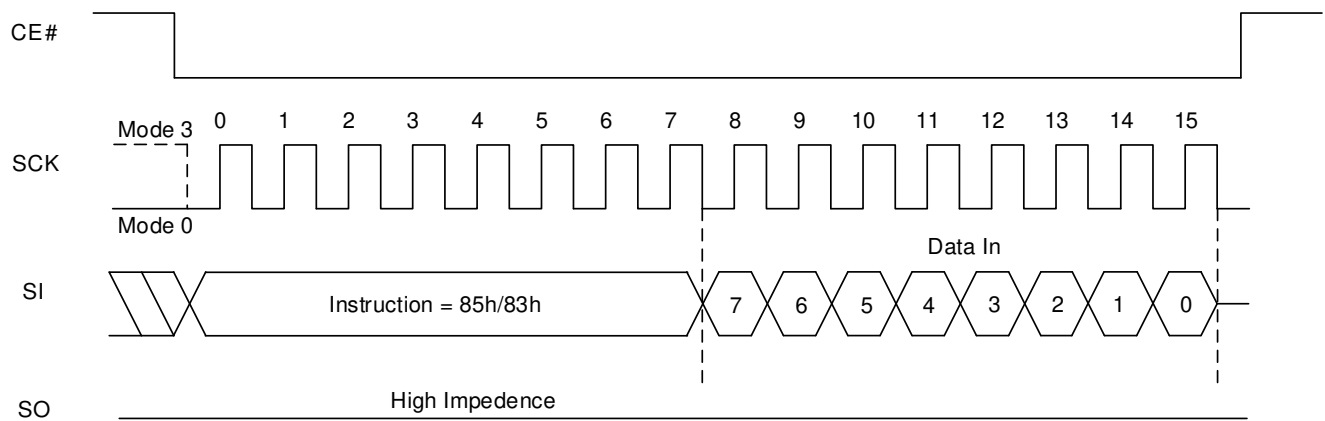 CE#
Mode 3 0 1 2 3 4 5 6 7 8 9 10 11 12 13 14 15
SCK
Mode 0
Data In
SI Instruction = 85h/83h 7 6 5 4 3 2 1 0
High Impedence
SO